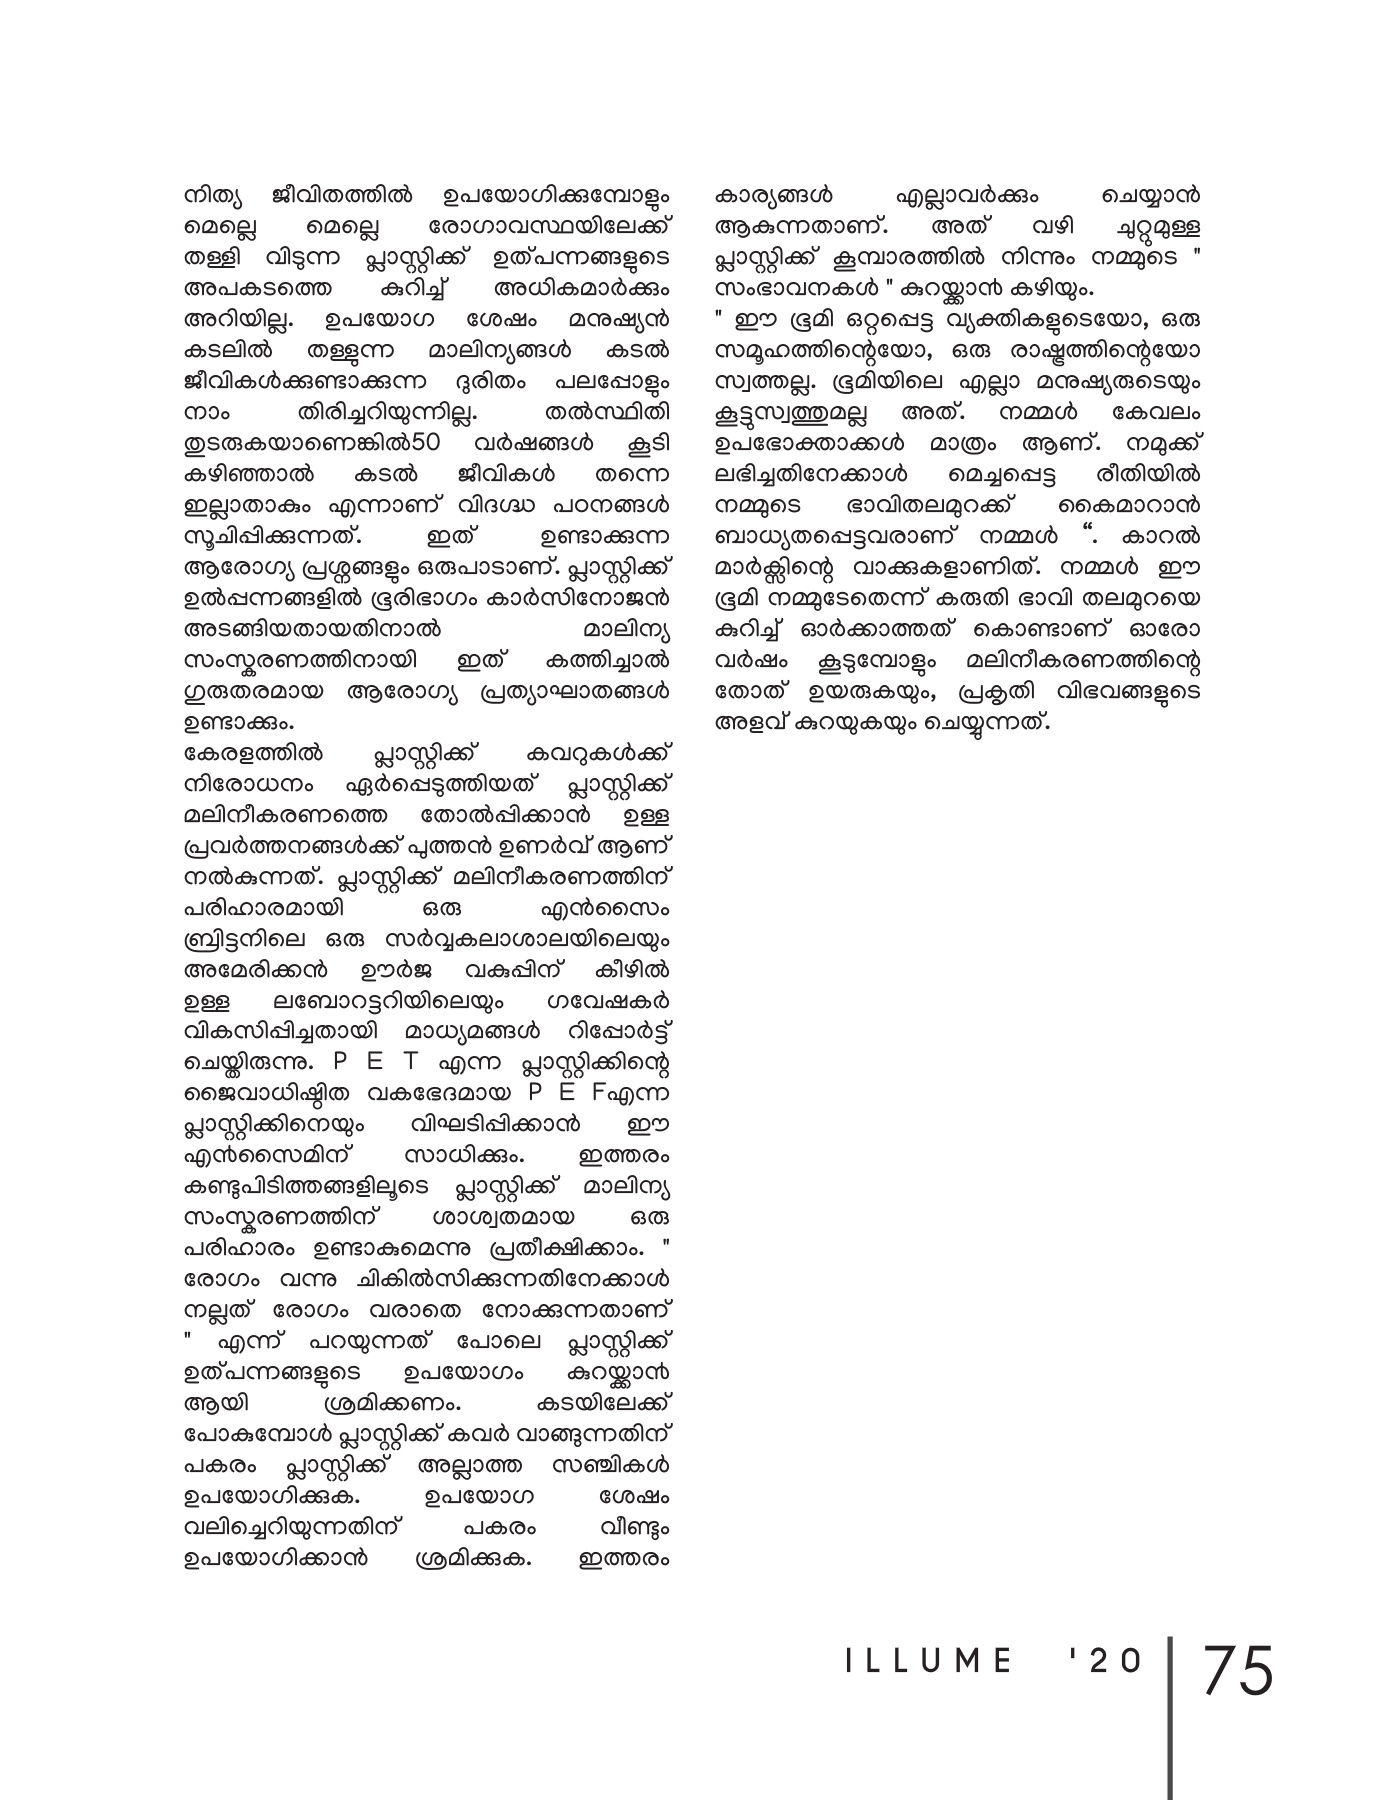 നിത്യ ജീവിതത്തിൽ ഉപയോഗിക്കുമ്പോളും
മെല്ലെ മെല്ലെ രോഗാവസ്ഥയിലേക്ക്
തള്ളി വിടുന്ന പ്ലാസ്റ്റിക്ക് ഉത്പന്നങ്ങളുടെ
അപകടത്തെ കുറിച്ച് അധികമാർക്കും
അറിയില്ല. ഉപയോഗ ശേഷം മനുഷ്യൻ
കടലിൽ തള്ളുന്ന മാലിന്യങ്ങൾ കടൽ
ജീവികൾക്കുണ്ടാക്കുന്ന ദുരിതം പലപ്പോളും
നാം തിരിച്ചറിയുന്നില്ല. തൽസ്ഥിതി
തുടരുകയാണെങ്കിൽ50 വർഷങ്ങൾ കൂടി
കഴിഞ്ഞാൽ കടൽ ജീവികൾ തന്നെ
ഇല്ലാതാകും എന്നാണ് വിദഗ്ധ പഠനങ്ങൾ
സൂചിപ്പിക്കുന്നത്. ഇത് ഉണ്ടാക്കുന്ന
ആരോഗ്യ പ്രശ്നങ്ങളും ഒരുപാടാണ്. പ്ലാസ്റ്റിക്ക്
ഉൽപ്പന്നങ്ങളിൽ ഭൂരിഭാഗം കാർസിനോജൻ
അടങ്ങിയതായതിനാൽ മാലിന്യ
സംസ്കരണത്തിനായി ഇത് കത്തിച്ചാൽ
ഗുരുതരമായ ആരോഗ്യ പ്രത്യാഘാതങ്ങൾ
ഉണ്ടാക്കും.
കേരളത്തിൽ പ്ലാസ്റ്റിക്ക് കവറുകൾക്ക്
നിരോധനം ഏർപ്പെടുത്തിയത് പ്ലാസ്റ്റിക്ക്
മലിനീകരണത്തെ തോൽപ്പിക്കാൻ ഉള്ള
പ്രവർത്തനങ്ങൾക്ക് പുത്തൻ ഉണർവ് ആണ്
നൽകുന്നത്. പ്ലാസ്റ്റിക്ക് മലിനീകരണത്തിന്
പരിഹാരമായി ഒരു എൻസൈം
ബ്രിട്ടനിലെ ഒരു സർവ്വകലാശാലയിലെയും
അമേരിക്കൻ ഊർജ വകുപ്പിന് കീഴിൽ
ഉള്ള ലബോറട്ടറിയിലെയും ഗവേഷകർ
വികസിപ്പിച്ചതായി മാധ്യമങ്ങൾ റിപ്പോർട്ട്
ചെയ്തിരുന്നു. P E T എന്ന പ്ലാസ്റ്റിക്കിന്റെ
ജൈവാധിഷ്ഠിത വകഭേദമായ P E Fഎന്ന
പ്ലാസ്റ്റിക്കിനെയും വിഘടിപ്പിക്കാൻ ഈ
എൻസൈമിന് സാധിക്കും. ഇത്തരം
കണ്ടുപിടിത്തങ്ങളിലൂടെ പ്ലാസ്റ്റിക്ക് മാലിന്യ
സംസ്കരണത്തിന് ശാശ്വതമായ ഒരു
പരിഹാരം ഉണ്ടാകുമെന്നു പ്രതീക്ഷിക്കാം. "
രോഗം വന്നു ചികിൽസിക്കുന്നതിനേക്കാൾ
നല്ലത് രോഗം വരാതെ നോക്കുന്നതാണ്
" എന്ന് പറയുന്നത് പോലെ പ്ലാസ്റ്റിക്ക്
ഉത്പന്നങ്ങളുടെ ഉപയോഗം കുറയ്ക്കാൻ
ആയി ശ്രമിക്കണം. കടയിലേക്ക്
പോകുമ്പോൾ പ്ലാസ്റ്റിക്ക് കവർ വാങ്ങുന്നതിന്
പകരം പ്ലാസ്റ്റിക്ക് അല്ലാത്ത സഞ്ചികൾ
ഉപയോഗിക്കുക. ഉപയോഗ ശേഷം
വലിച്ചെറിയുന്നതിന് പകരം വീണ്ടും
ഉപയോഗിക്കാൻ ശ്രമിക്കുക. ഇത്തരം
കാര്യങ്ങൾ എല്ലാവർക്കും ചെയ്യാൻ
ആകുന്നതാണ്. അത് വഴി ചുറ്റുമുള്ള
പ്ലാസ്റ്റിക്ക് കൂമ്പാരത്തിൽ നിന്നും നമ്മുടെ "
സംഭാവനകൾ " കുറയ്ക്കാൻ കഴിയും.
" ഈ ഭൂമി ഒറ്റപ്പെട്ട വ്യക്തികളുടെയോ, ഒരു
സമൂഹത്തിന്റെയോ, ഒരു രാഷ്ട്രത്തിന്റെയോ
സ്വത്തല്ല. ഭൂമിയിലെ എല്ലാ മനുഷ്യരുടെയും
കൂട്ടുസ്വത്തുമല്ല അത്. നമ്മൾ കേവലം
ഉപഭോക്താക്കൾ മാത്രം ആണ്. നമുക്ക്
ലഭിച്ചതിനേക്കാൾ മെച്ചപ്പെട്ട രീതിയിൽ
നമ്മുടെ ഭാവിതലമുറക്ക് കൈമാറാൻ
ബാധ്യതപ്പെട്ടവരാണ് നമ്മൾ “. കാറൽ
മാർക്സിന്റെ വാക്കുകളാണിത്. നമ്മൾ ഈ
ഭൂമി നമ്മുടേതെന്ന് കരുതി ഭാവി തലമുറയെ
കുറിച്ച് ഓർക്കാത്തത് കൊണ്ടാണ് ഓരോ
വർഷം കൂടുമ്പോളും മലിനീകരണത്തിന്റെ
തോത് ഉയരുകയും, പ്രകൃതി വിഭവങ്ങളുടെ
അളവ് കുറയുകയും ചെയ്യുന്നത്.
ILLUME '20 75